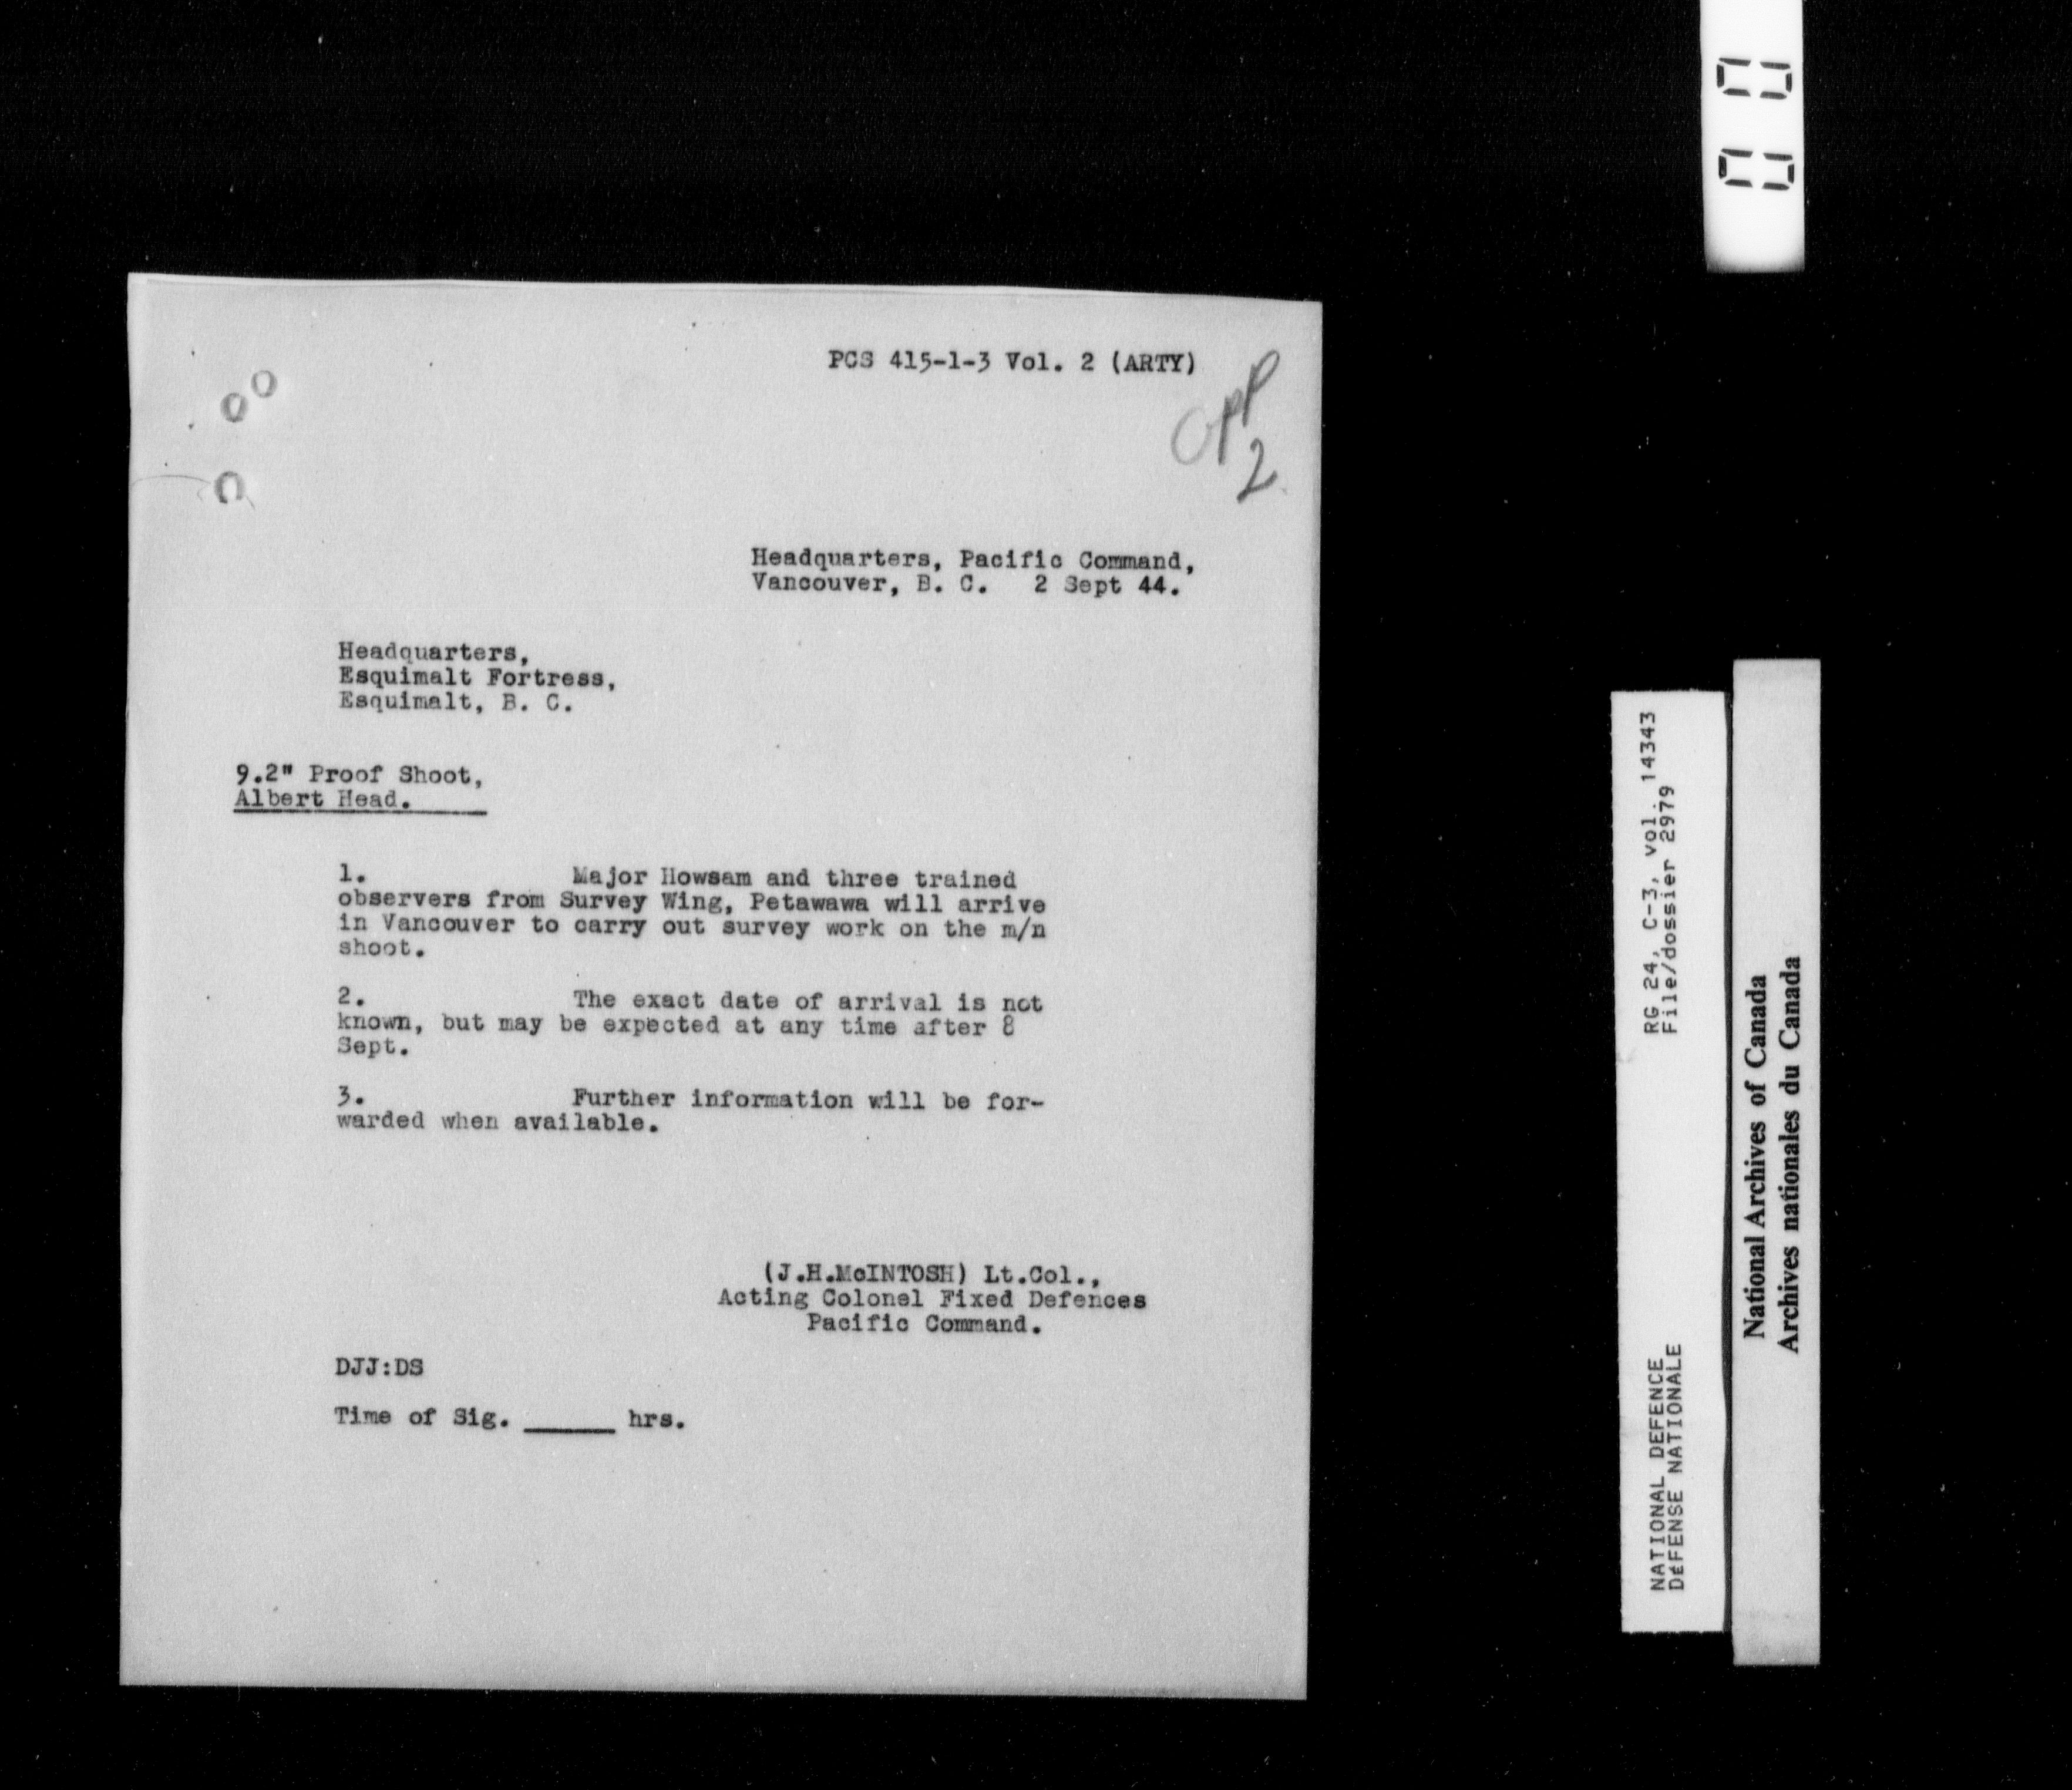 PCS 415-1-3 Vol. 2 (ARTY)
2
Headquarters, Pacific Command,
Vancouver, B. C. 2 Sept 44.
Headquarters,
Esquimalt Fortress,
Esquimalt, B. C.
9.2" Proof Shoot,
Albert Head.
1. Major Howsam and three trained
observers from Survey Wing, Petawawa will arrive
in Vancouver to carry out survey work on the m/n
shoot.
2. The exact date of arrival is not
known, but may be expected at any time after 8
Sept.
3. Further information will be for-
warded when available.
(J.H.McINTOSH) Lt.Col.,
Acting Colonel Fixed Defences
Pacific Command.
DJJ:DS
Time of Sig. ______ hrs.
NATIONAL DEFENCE RG 24, C-3, vol. 14343
DéFENSE NATIONALE File/dossier 2979
National Archives of Canada
Archives nationales du Canada